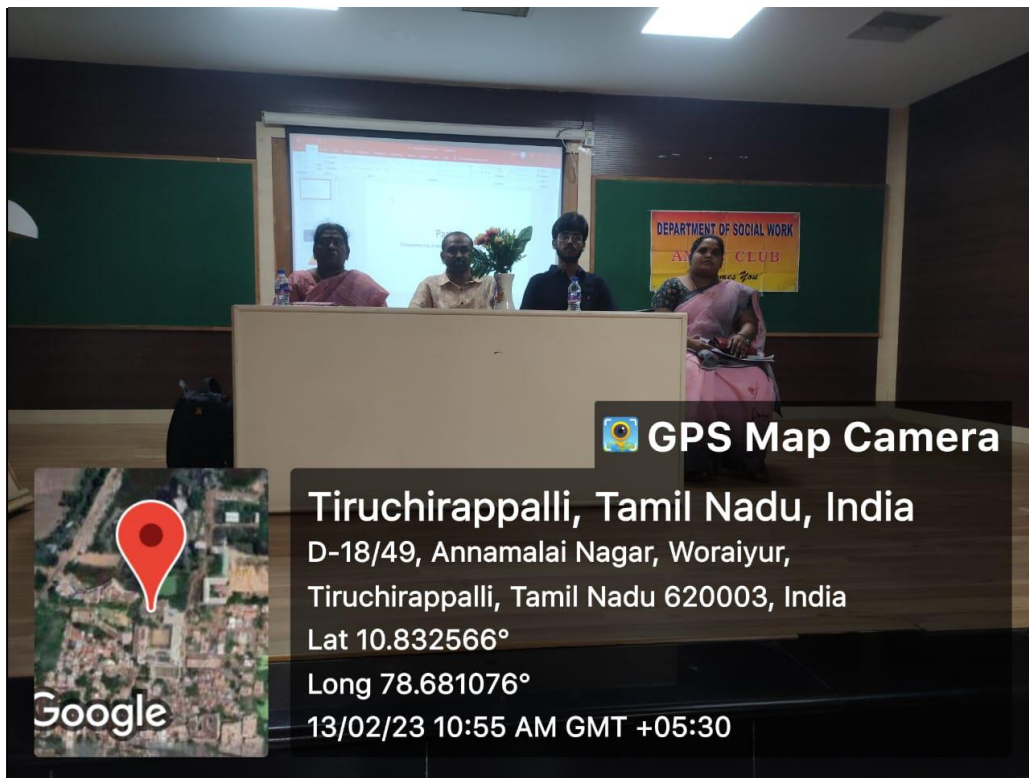 DEPARTMENT OF SOCIAL WORK
CLUB
You
GPS Map Camera
Tiruchirappalli, Tamil Nadu, India
D-18/49, Annamalai Nagar, Woraiyur,
Tiruchirappalli, Tamil Nadu 620003, India
Lat 10.832566°
Long 78.681076°
13/02/23 10:55 AM GMT +05:30
Google